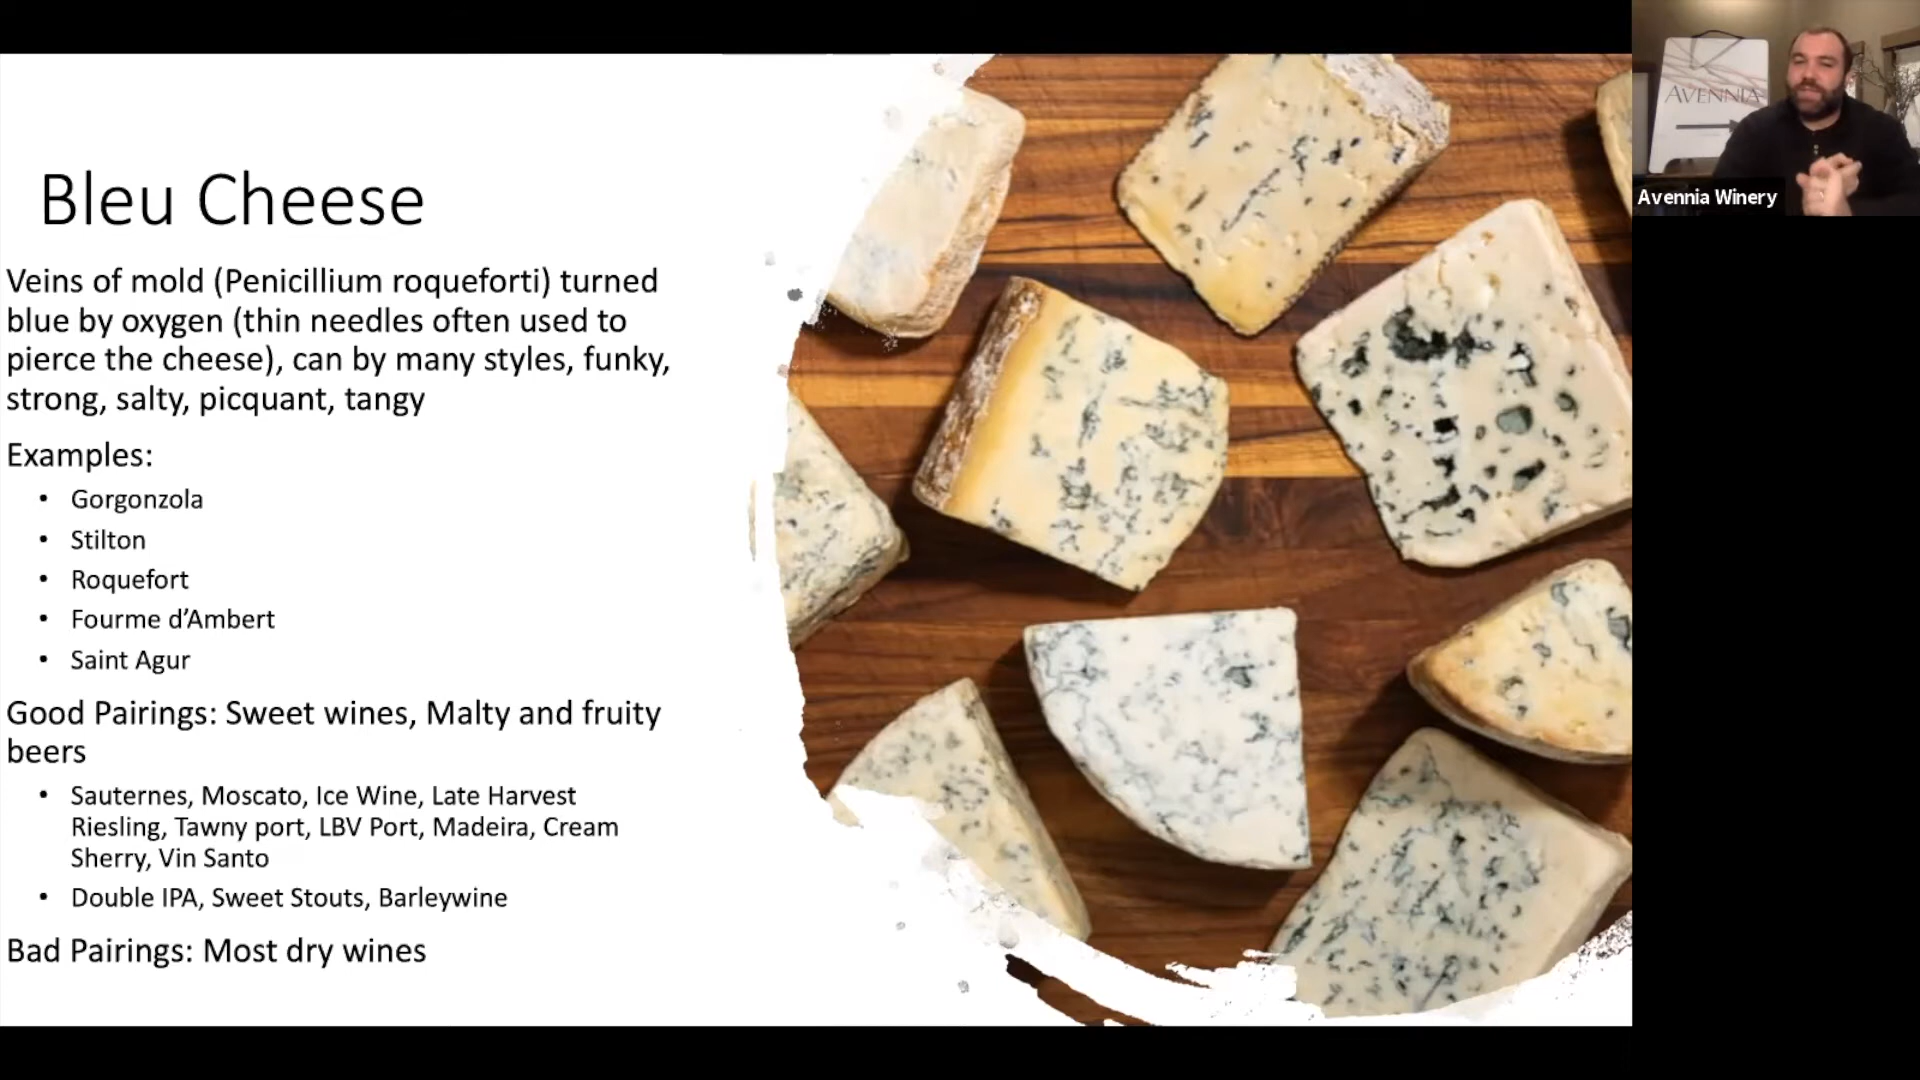 Bleu Cheese
Veins of mold (Penicillium roqueforti) turned
blue by oxygen (thin needles often used to
pierce the cheese), can by many styles, funky,
strong, salty, picquant, tangy
Examples:
• Gorgonzola
• Stilton
• Roquefort
• Fourme d’Ambert
• Saint Agur
Good Pairings: Sweet wines, Malty and fruity
beers
• Sauternes, Moscato, Ice Wine, Late Harvest
Riesling, Tawny port, LBV Port, Madeira, Cream
Sherry, Vin Santo
• Double IPA, Sweet Stouts, Barleywine
Bad Pairings: Most dry wines
AVENNIA
Avennia Winery